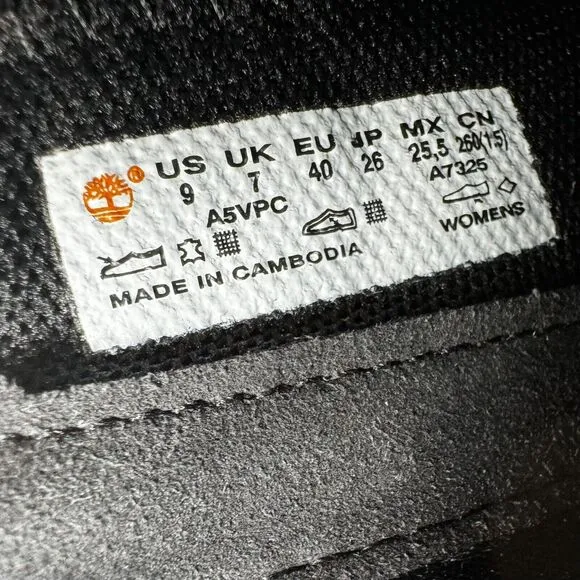 US UK EU JP MX CN
9 7 40 26 25,5 260(1.5)
A5VPC A7325
WOMENS
MADE IN CAMBODIA
®